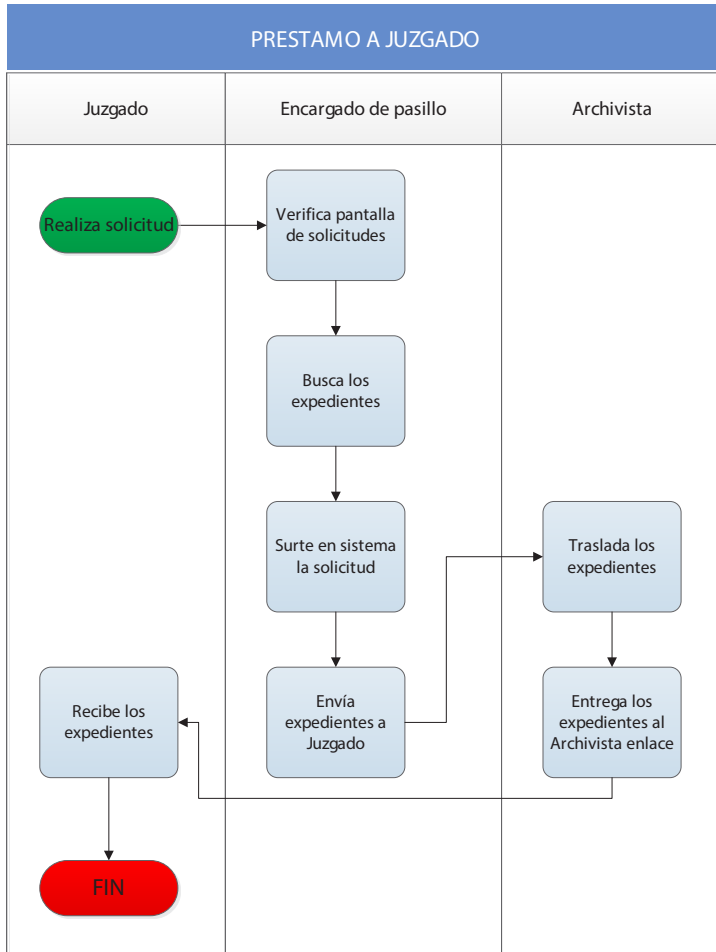 PRESTAMO A JUZGADO
Juzgado
Encargado de pasillo
Archivista
Realiza solicitud
Verifica pantalla
de solicitudes
Busca los
expedientes
Surte en sistema
la solicitud
Traslada los
expedientes
Recibe los
expedientes
Envía
expedientes a
Juzgado
Entrega los
expedientes al
Archivista enlace
FIN